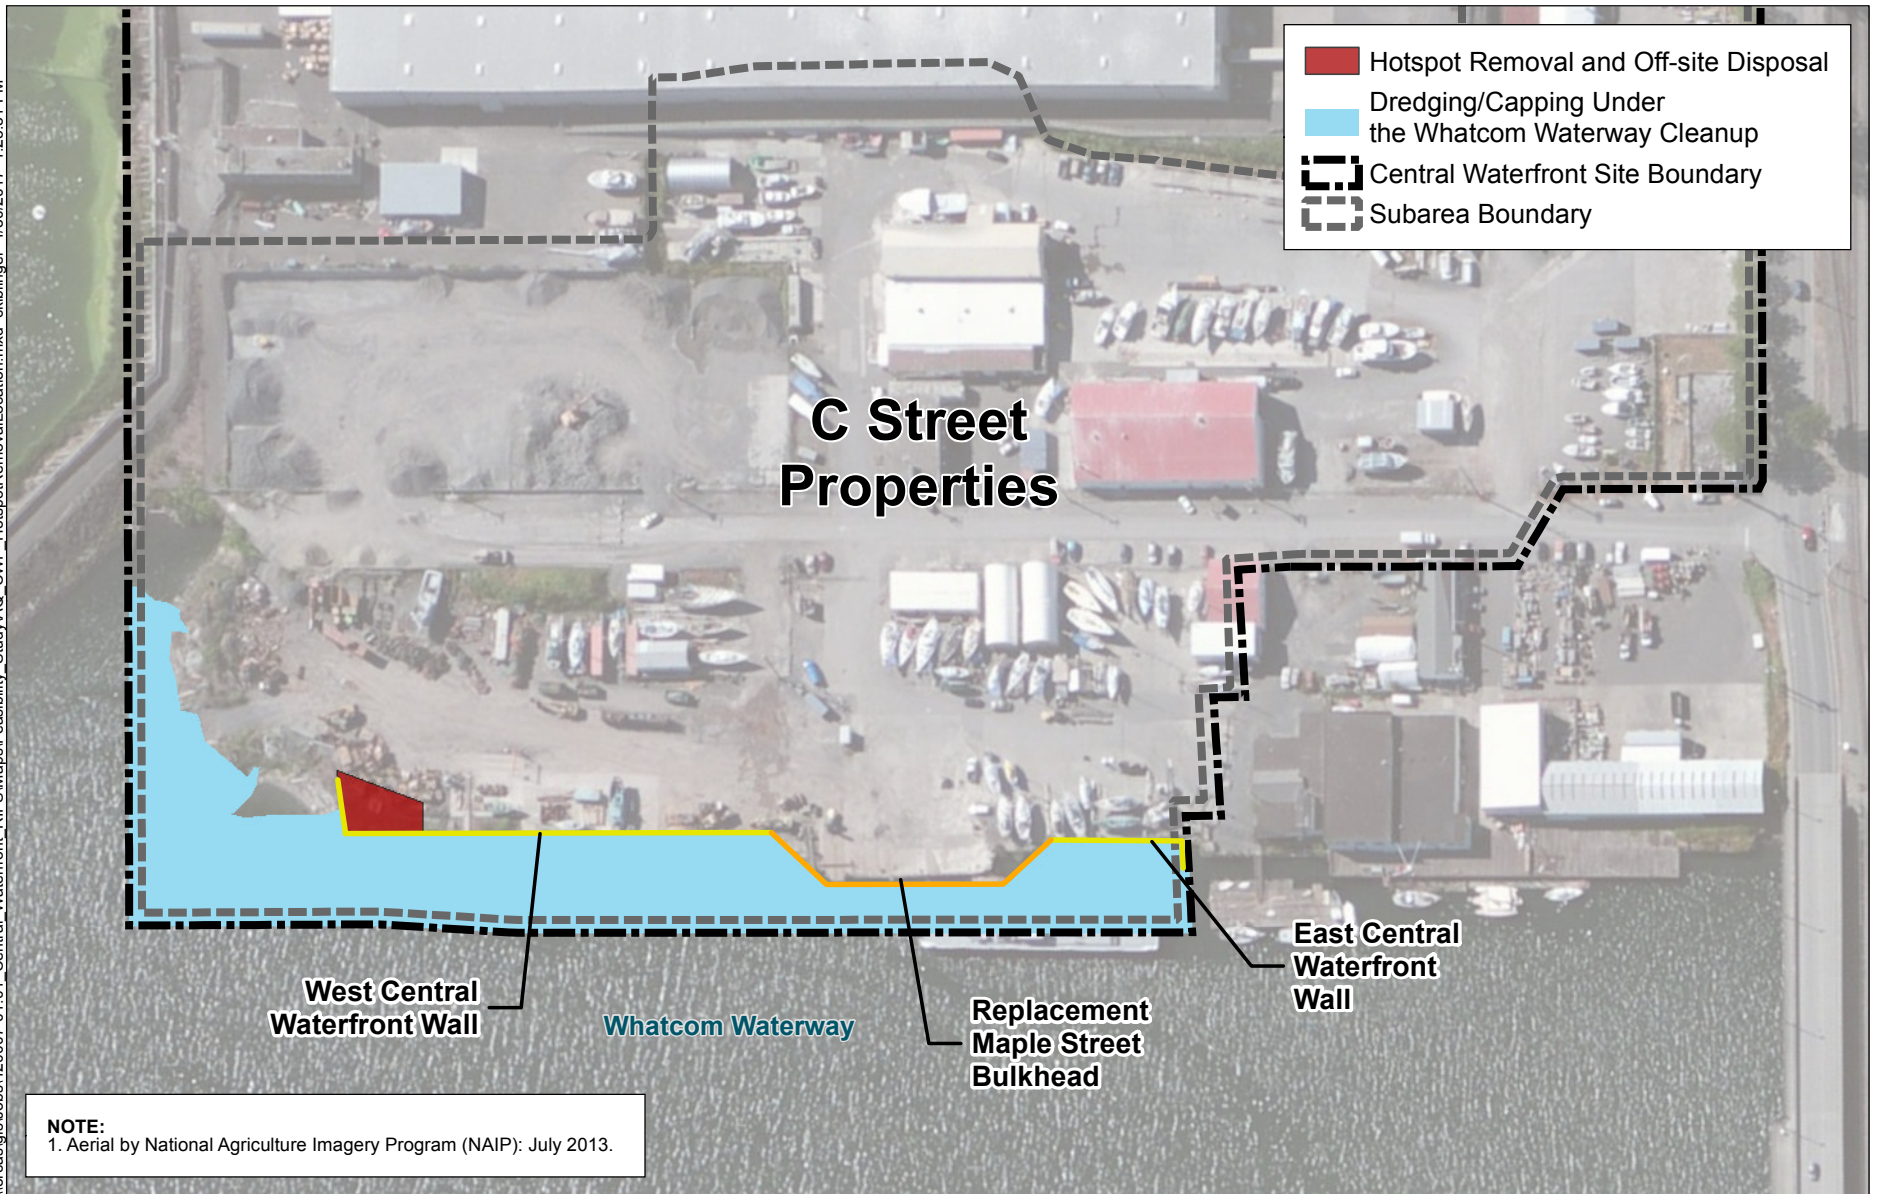 Hotspot Removal and Off-site Disposal
Dredging/Capping Under
the Whatcom Waterway Cleanup
Central Waterfront Site Boundary
Subarea Boundary
C Street
Properties
West Central
Waterfront Wall
Whatcom Waterway
Replacement
Maple Street
Bulkhead
East Central
Waterfront
Wall
NOTE:
1. Aerial by National Agriculture Imagery Program (NAIP): July 2013.